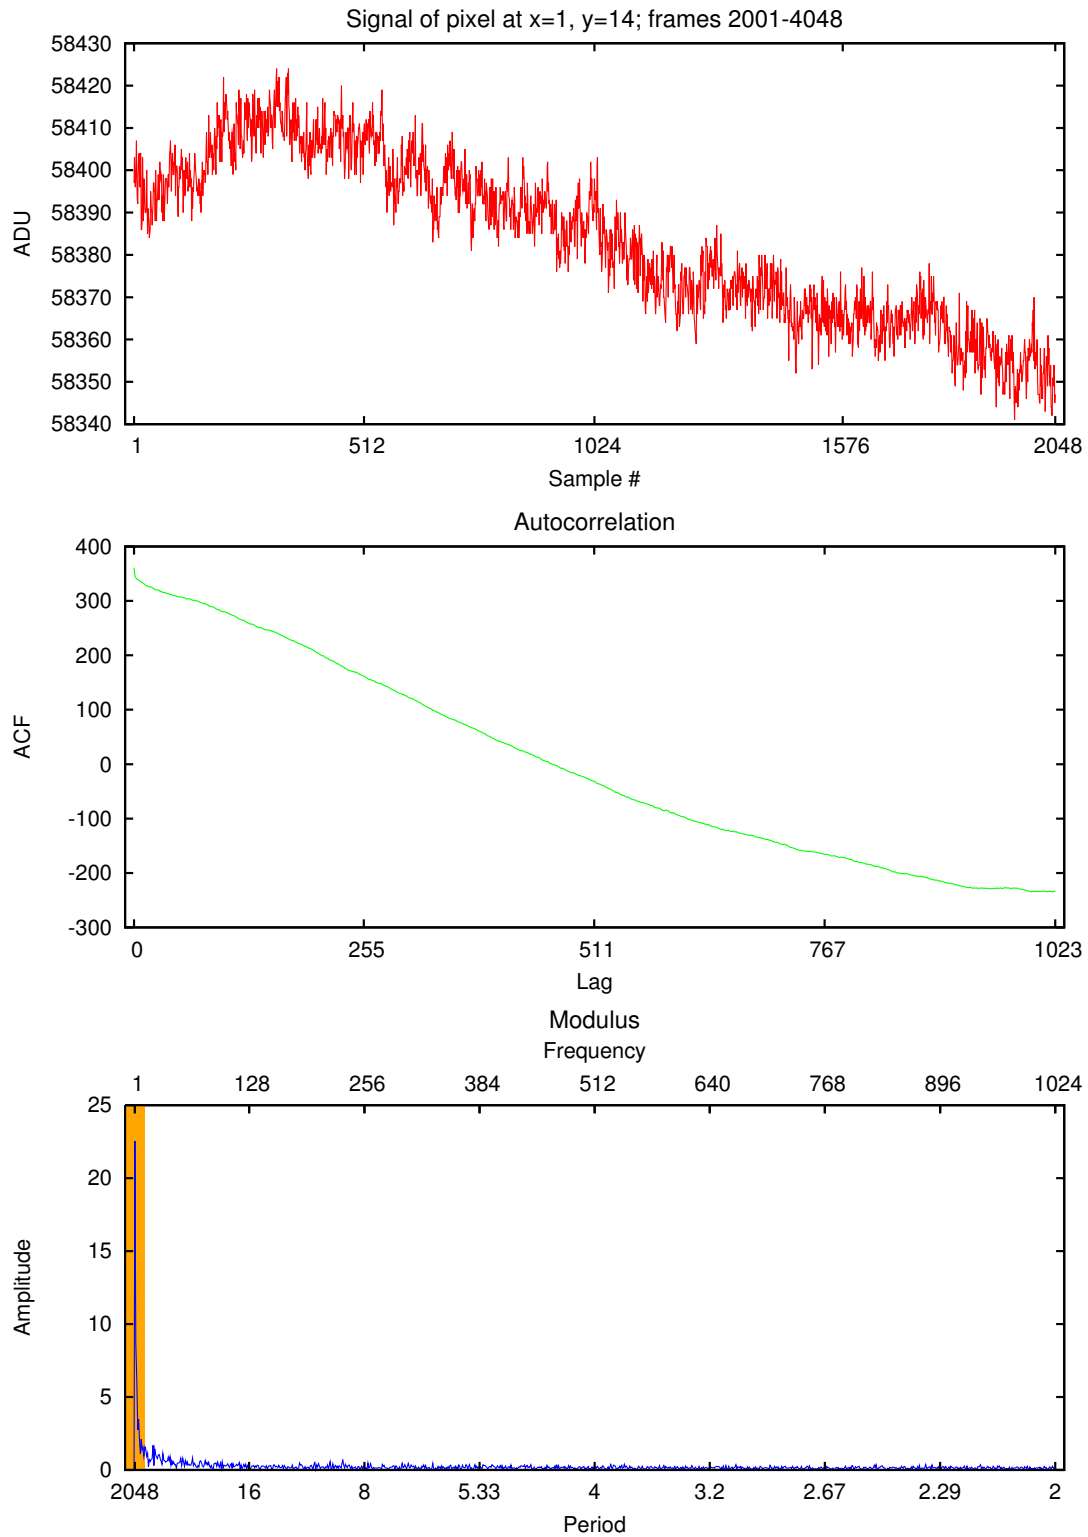 Signal of pixel at x=1, y=14; frames 2001-4048
58430
58420
58410
58400
58390
58380
58370
58360
58350
58340
ADU
1 512 1024 1576 2048
Sample #
Autocorrelation
400
300
200
100
0
-100
-200
-300
ACF
0 255 511 767 1023
Lag
Modulus
Frequency
1 128 256 384 512 640 768 896 1024
25
20
15
10
5
0
Amplitude
2048 16 8 5.33 4 3.2 2.67 2.29 2
Period